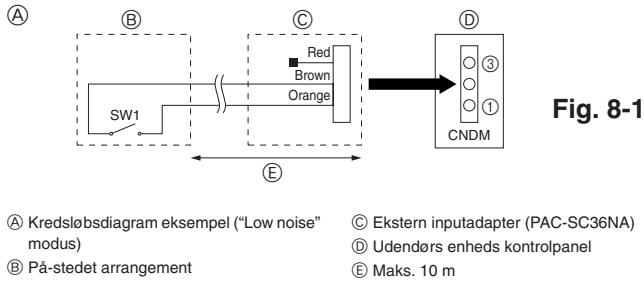 Ⓐ
Ⓑ
Ⓒ
Ⓓ
Red
Brown
Orange
SW1
③
①
CNDM
Fig. 8-1
Ⓔ
Ⓐ Kredsløbsdiagram eksempel (“Low noise”
modus)
Ⓑ På-stedet arrangement
Ⓒ Ekstern inputadapter (PAC-SC36NA)
Ⓓ Udendørs enheds kontrolpanel
Ⓔ Maks. 10 m